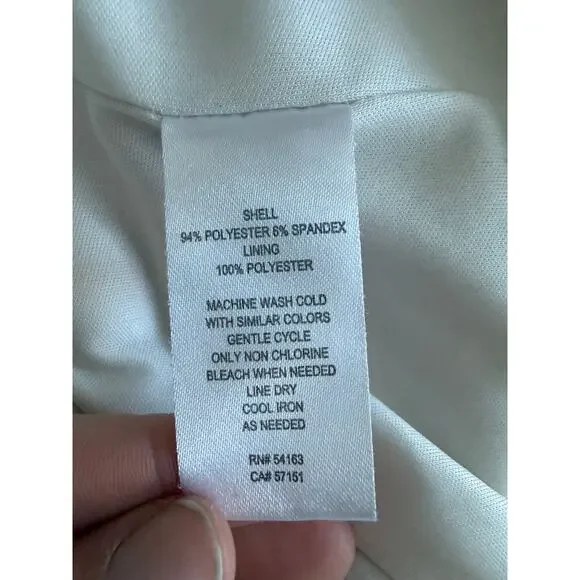 SHELL
94% POLYESTER 6% SPANDEX
LINING
100% POLYESTER
MACHINE WASH COLD
WITH SIMILAR COLORS
GENTLE CYCLE
ONLY NON CHLORINE
BLEACH WHEN NEEDED
LINE DRY
COOL IRON
AS NEEDED
RN# 54163
CA# 57151